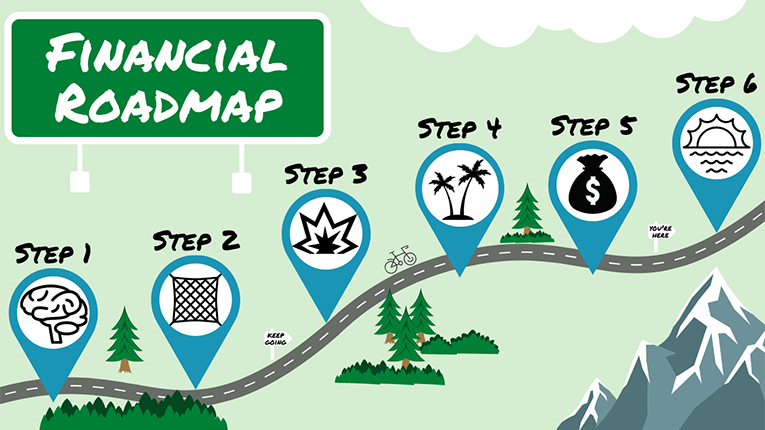 FINANCIAL
ROADMAP
STEP 1
STEP 2
STEP 3
STEP 4
STEP 5
STEP 6
KEEP
GOING
YOU'RE
HERE
$